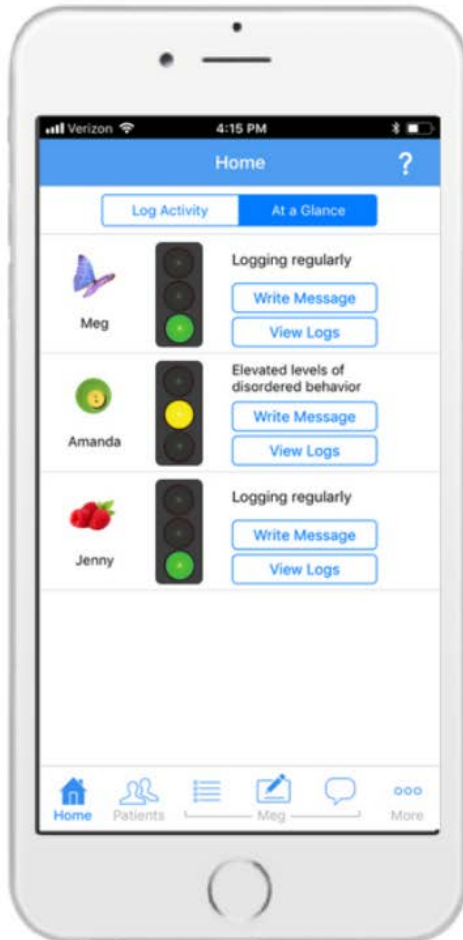 Verizon 4:15 PM
Home ?
Log Activity At a Glance
Logging regularly
Write Message
Meg
View Logs
Elevated levels of
disordered behavior
Write Message
Amanda
View Logs
Logging regularly
Write Message
Jenny
View Logs
Home Patients Meg More